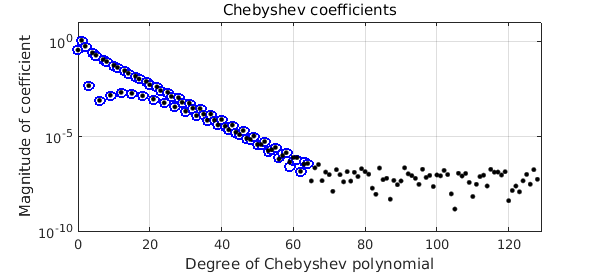 Chebyshev coefficients
Magnitude of coefficient
10^0
10^-5
10^-10
0 20 40 60 80 100 120
Degree of Chebyshev polynomial